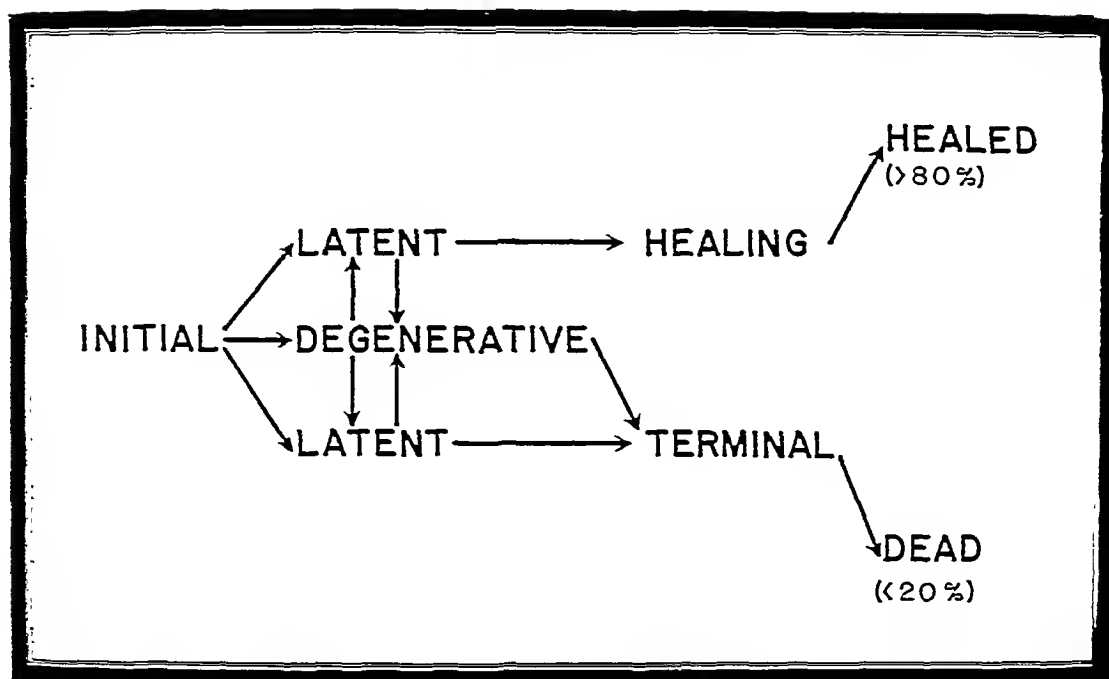 HEALED
(>80%)
LATENT
HEALING
INITIAL
DEGENERATIVE
LATENT
TERMINAL
DEAD
(<20%)